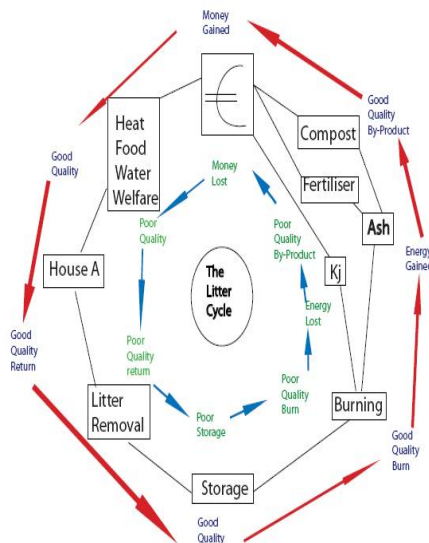 Money
Gained
€
Good
Quality
By-Product
Heat
Food
Water
Welfare
Compost
Good
Quality
Money
Lost
Fertiliser
Poor
Quality
Poor
Quality
By-Product
Ash
Energy
Gained
House A
The
Litter
Cycle
Kj
Energy
Lost
Good
Quality
Return
Poor
Quality
return
Poor
Quality
Burn
Litter
Removal
Poor
Storage
Burning
Good
Quality
Burn
Storage
Good
Quality